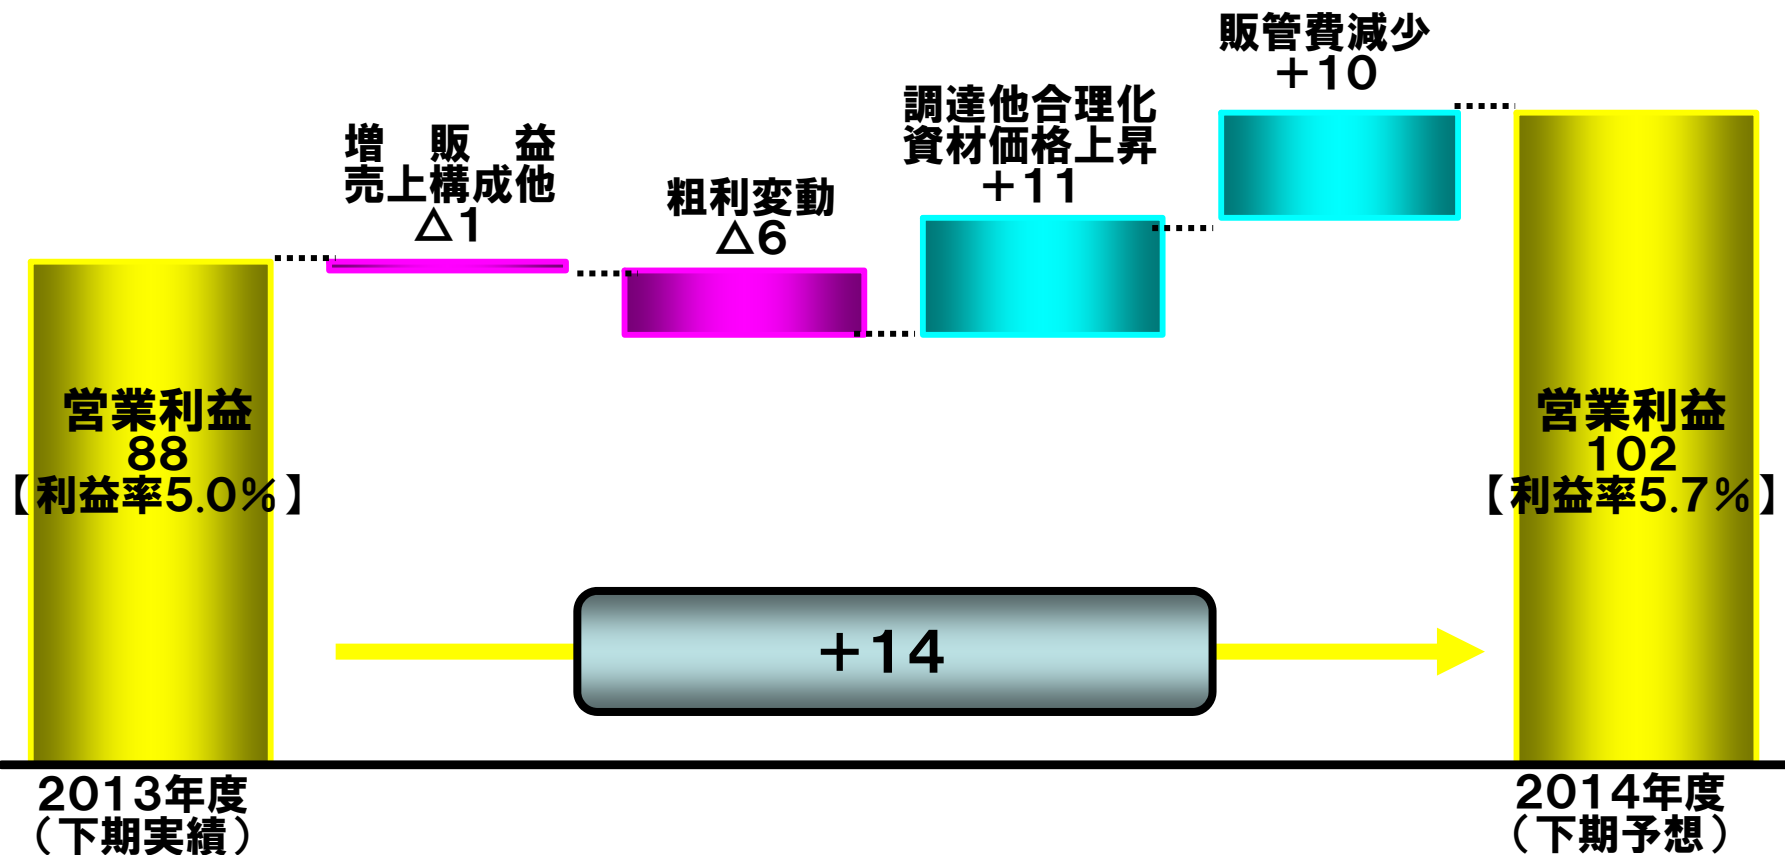 販管費減少
＋10
調達他合理化
資材価格上昇
＋11
増　販　益
売上構成他
△1
粗利変動
△6
営業利益
88
【利益率5.0％】
営業利益
102
【利益率5.7％】
＋14
2013年度
（下期実績）
2014年度
（下期予想）